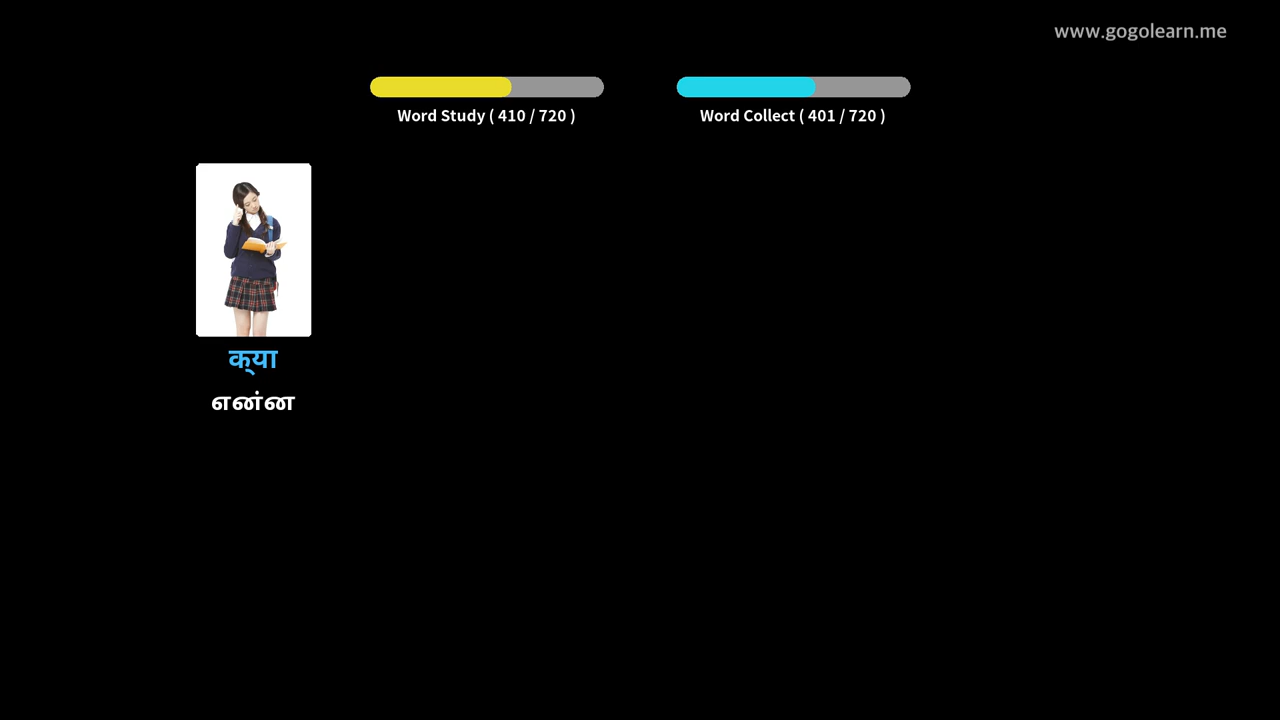 www.gogolearn.me
Word Study ( 410 / 720 )
Word Collect ( 401 / 720 )
क्या
என்ன